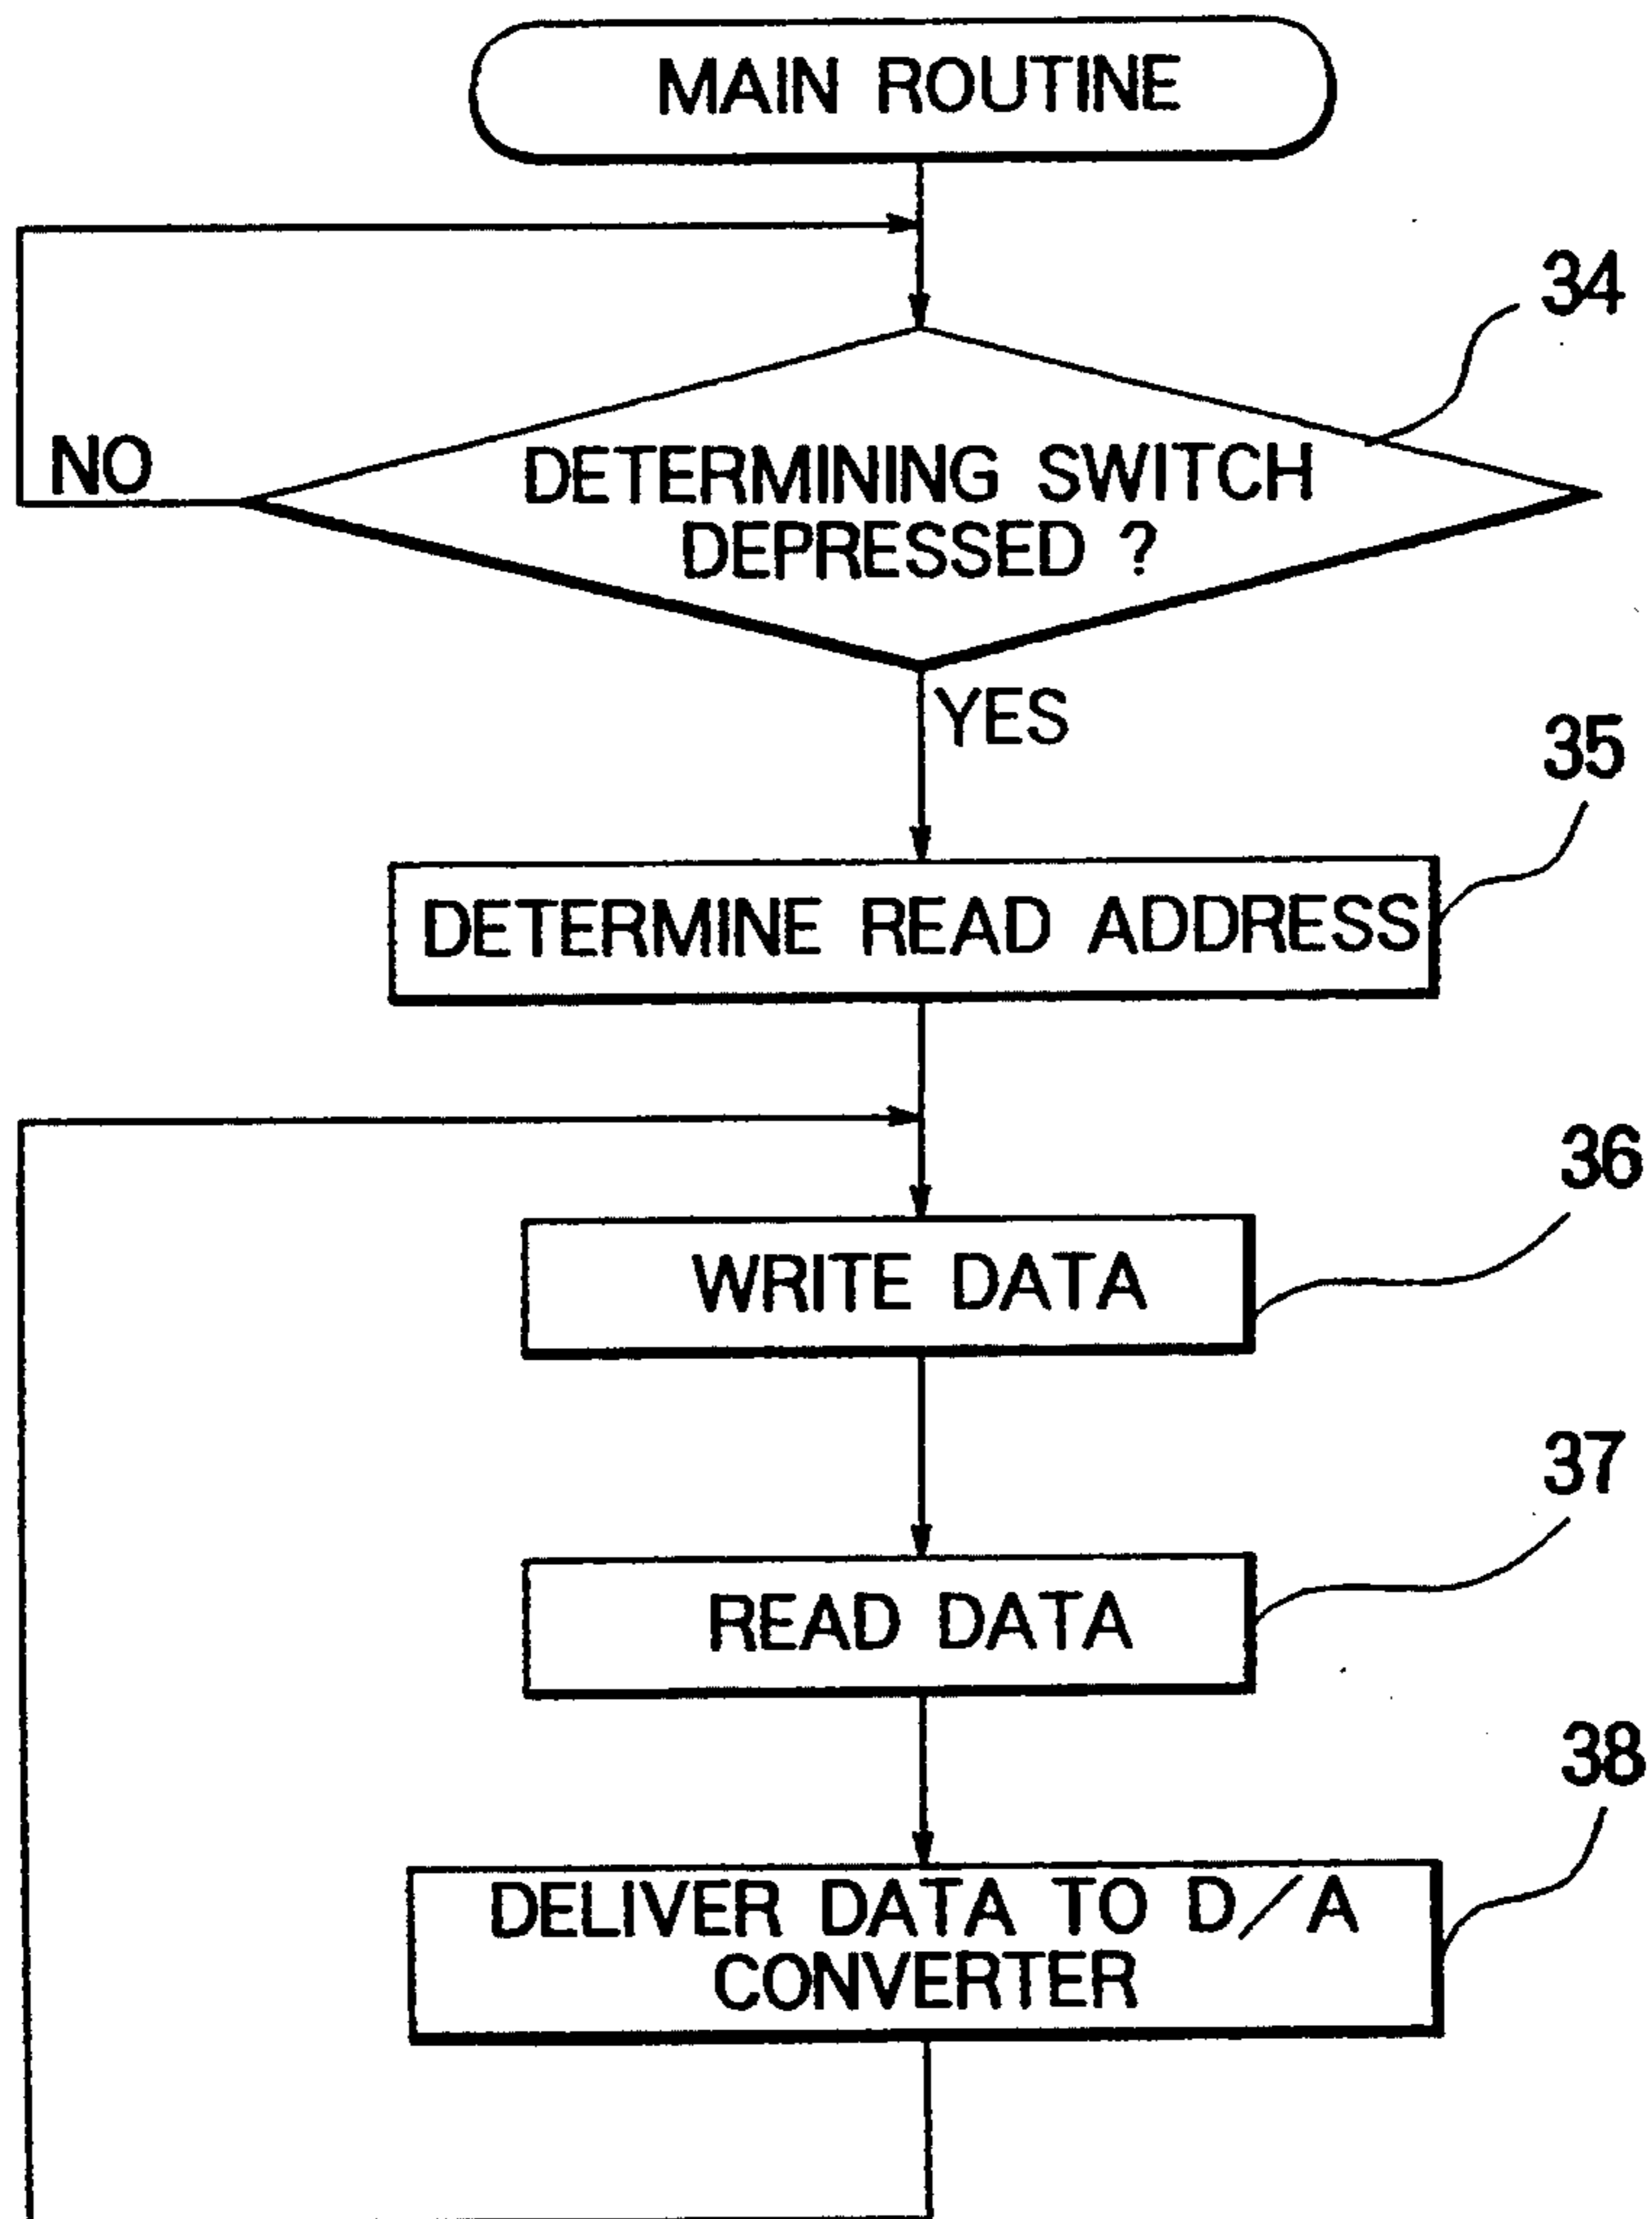 MAIN ROUTINE
34
NO
DETERMINING SWITCH
DEPRESSED ?
YES
35
DETERMINE READ ADDRESS
36
WRITE DATA
37
READ DATA
38
DELIVER DATA TO D/A
CONVERTER